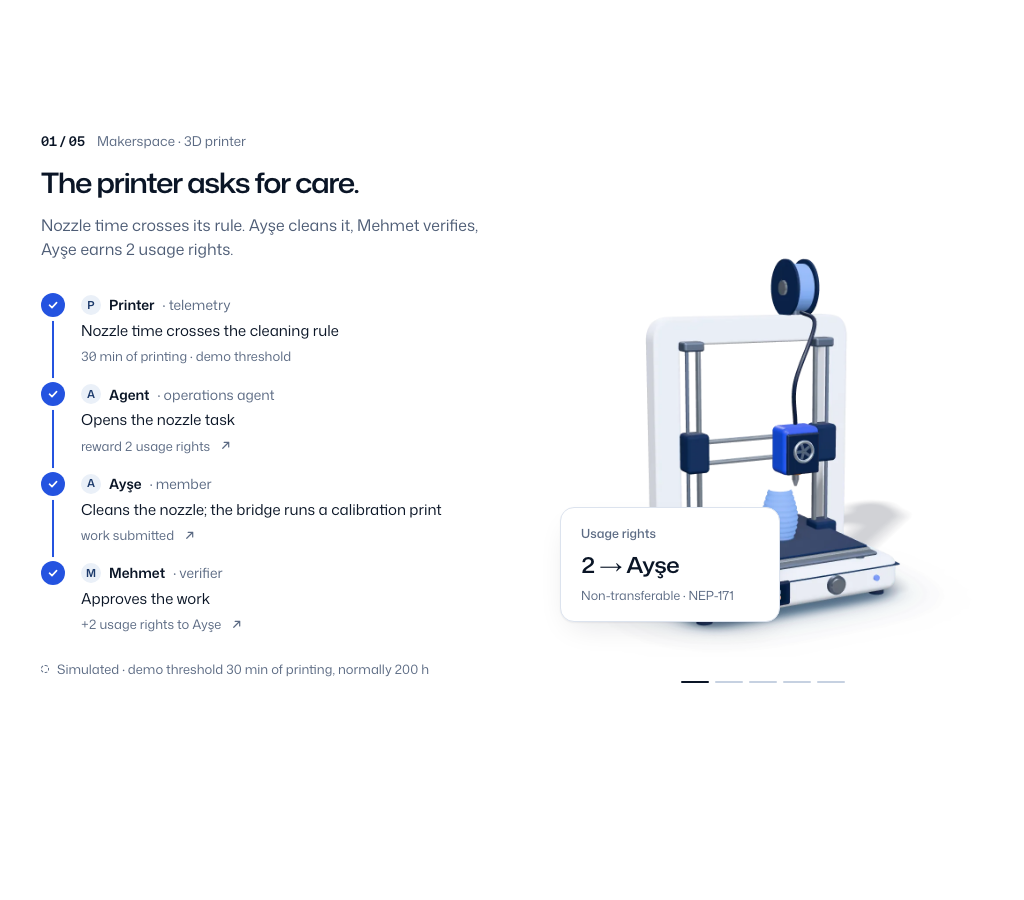 01 / 05 Makerspace · 3D printer
The printer asks for care.
Nozzle time crosses its rule. Ayşe cleans it, Mehmet verifies,
Ayşe earns 2 usage rights.
P Printer · telemetry
Nozzle time crosses the cleaning rule
30 min of printing · demo threshold
A Agent · operations agent
Opens the nozzle task
reward 2 usage rights ↗
A Ayşe · member
Cleans the nozzle; the bridge runs a calibration print
work submitted ↗
M Mehmet · verifier
Approves the work
+2 usage rights to Ayşe ↗
Simulated · demo threshold 30 min of printing, normally 200 h
Usage rights
2 → Ayşe
Non-transferable · NEP-171